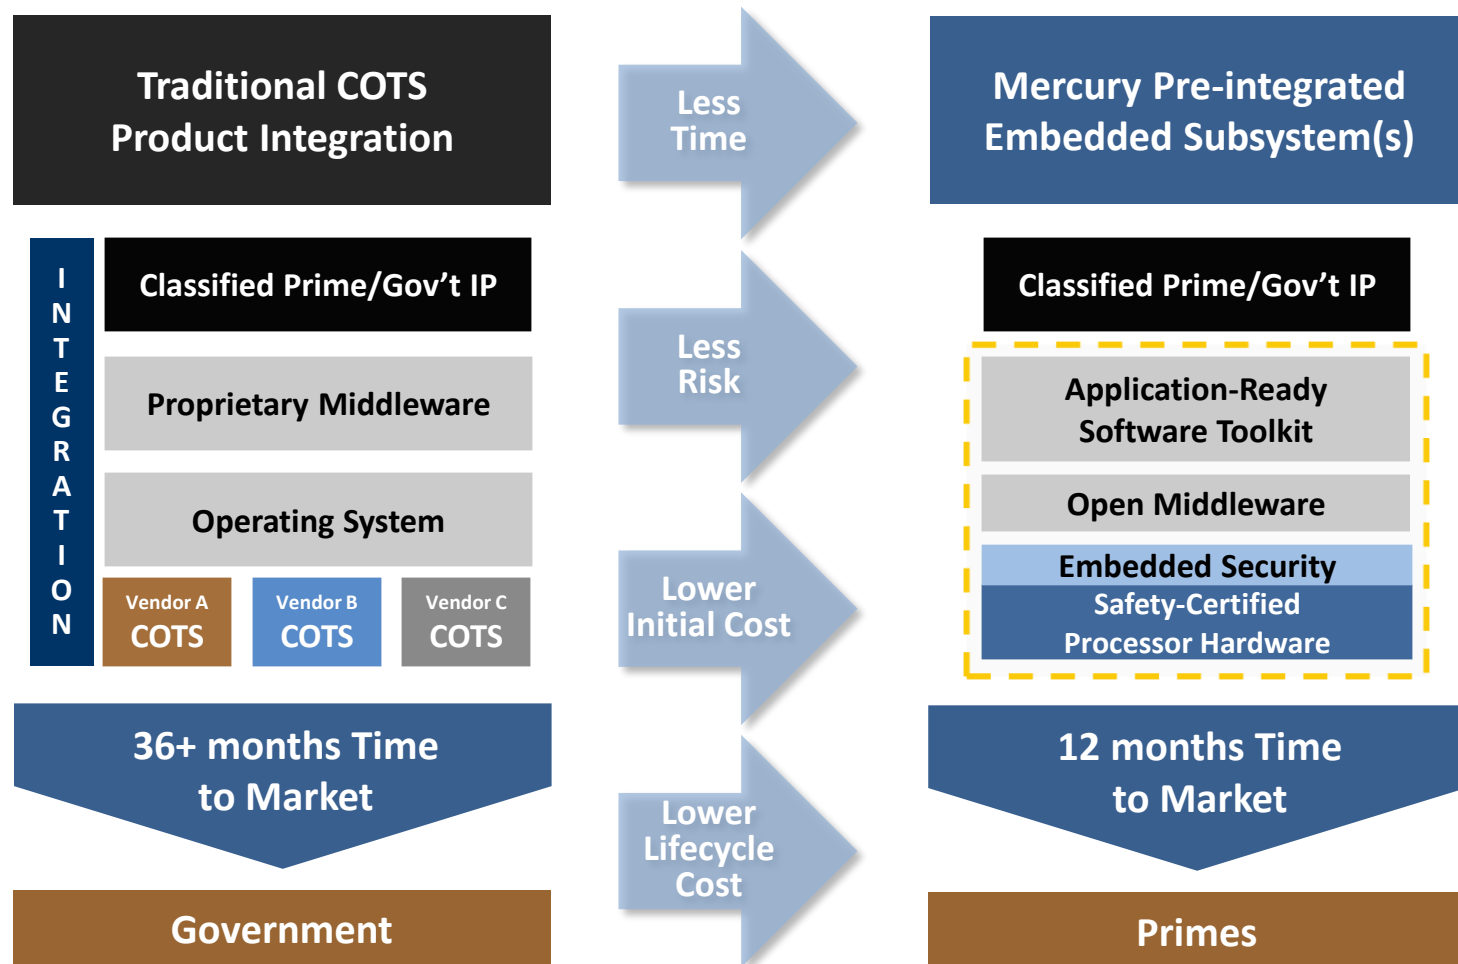 Traditional COTS
Product Integration
INTEGRATION
Classified Prime/Gov’t IP
Proprietary Middleware
Operating System
Vendor A
COTS
Vendor B
COTS
Vendor C
COTS
36+ months Time
to Market
Government
Less
Time
Less
Risk
Lower
Initial Cost
Lower
Lifecycle
Cost
Mercury Pre-integrated
Embedded Subsystem(s)
Classified Prime/Gov’t IP
Application-Ready
Software Toolkit
Open Middleware
Embedded Security
Safety-Certified
Processor Hardware
12 months Time
to Market
Primes